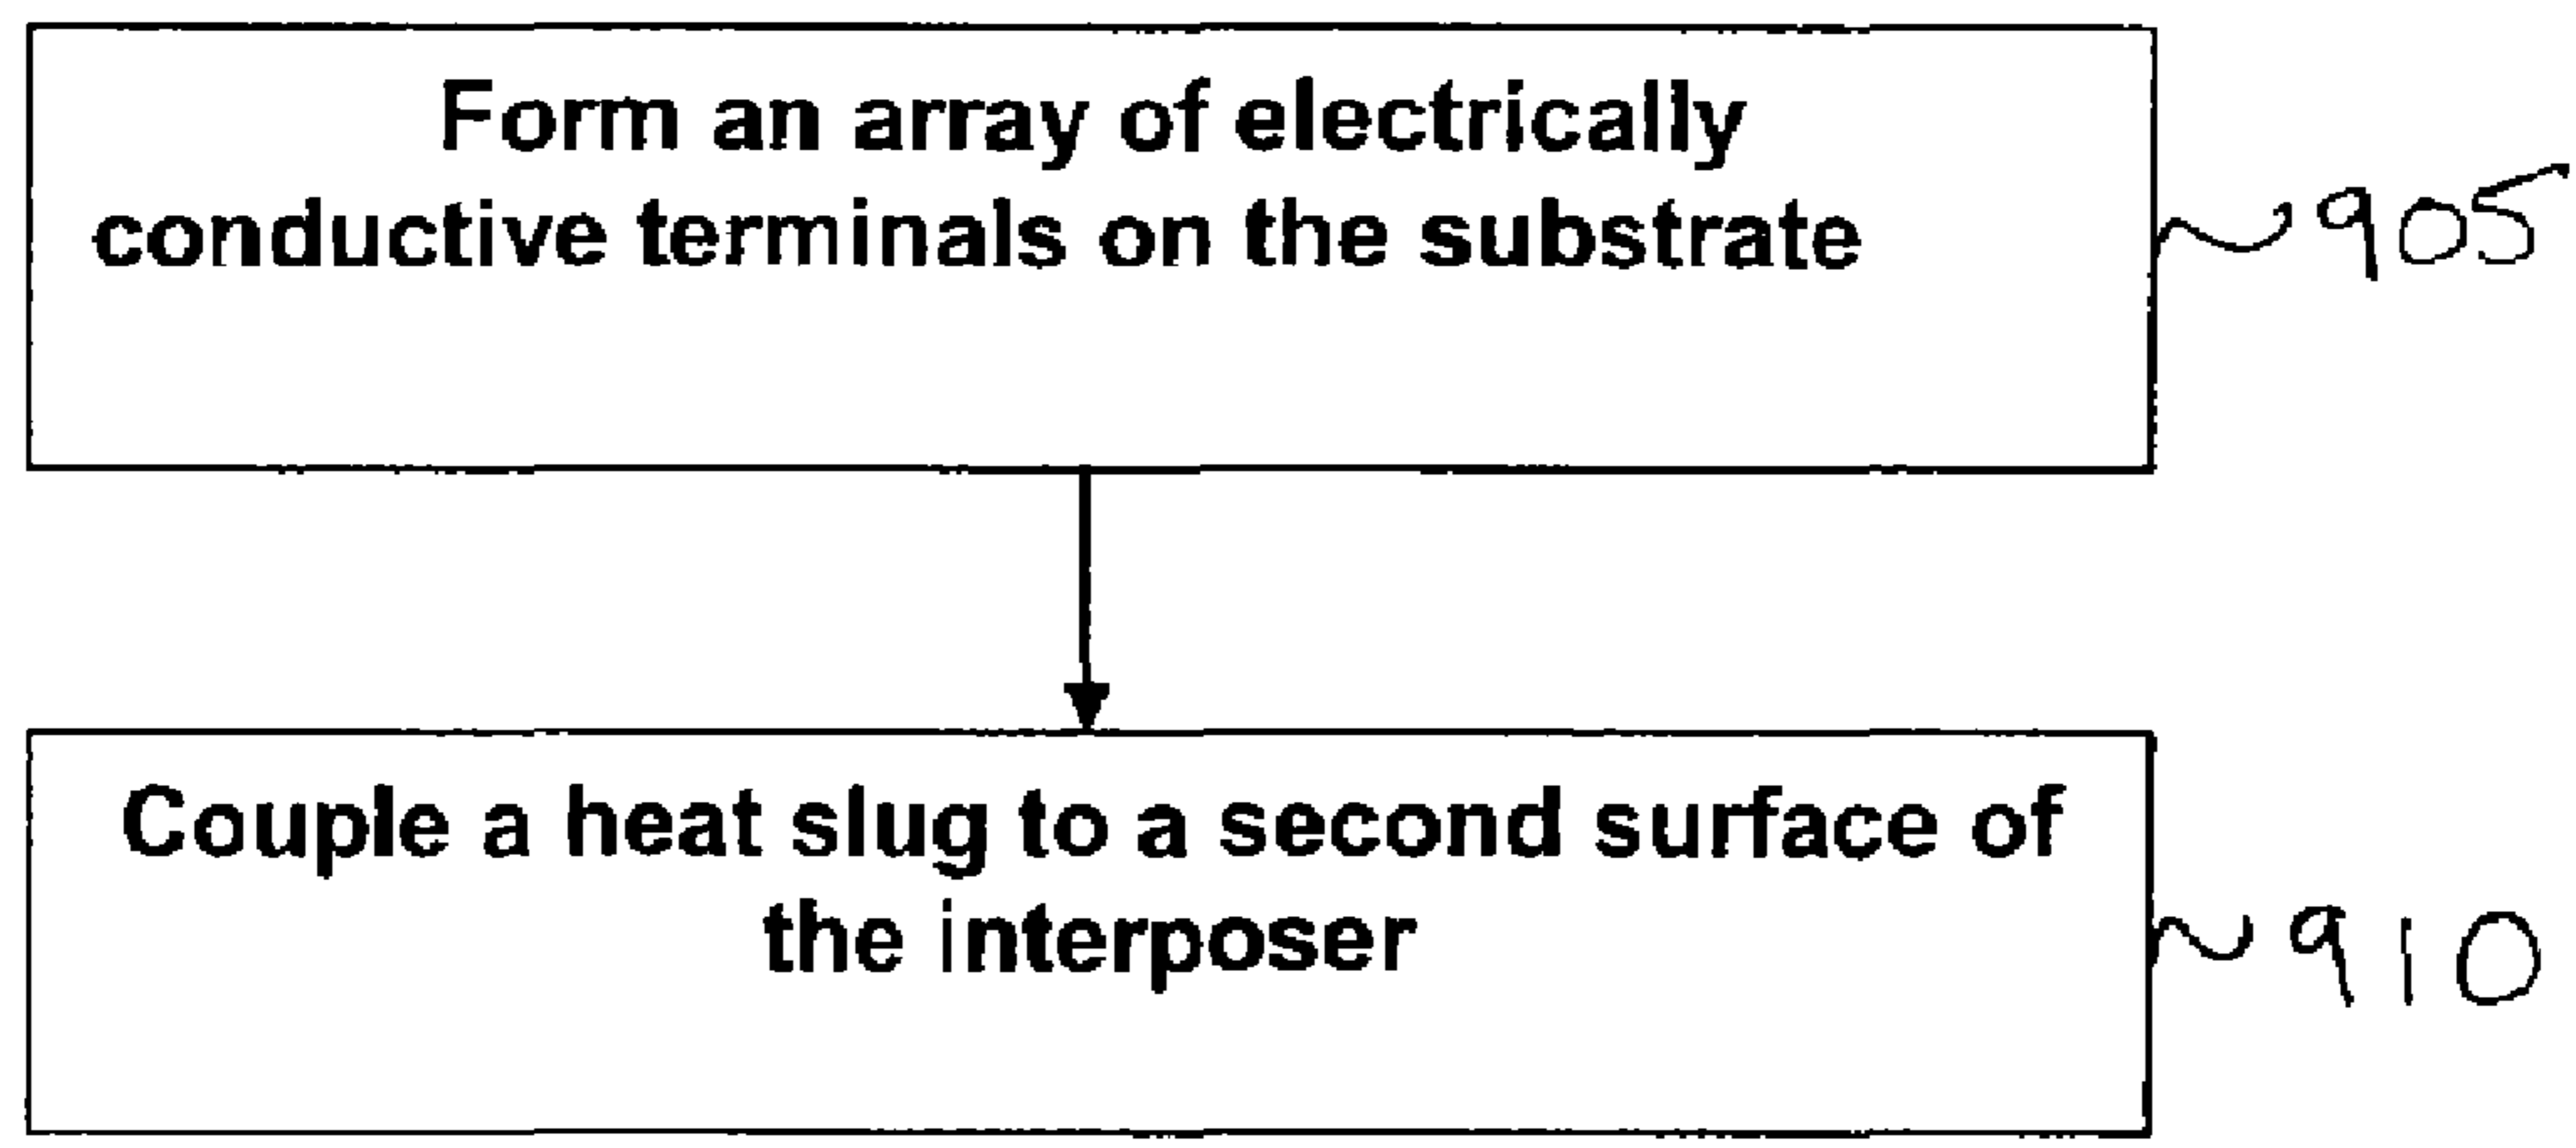 Form an array of electrically
conductive terminals on the substrate
905
Couple a heat slug to a second surface of
the interposer
910